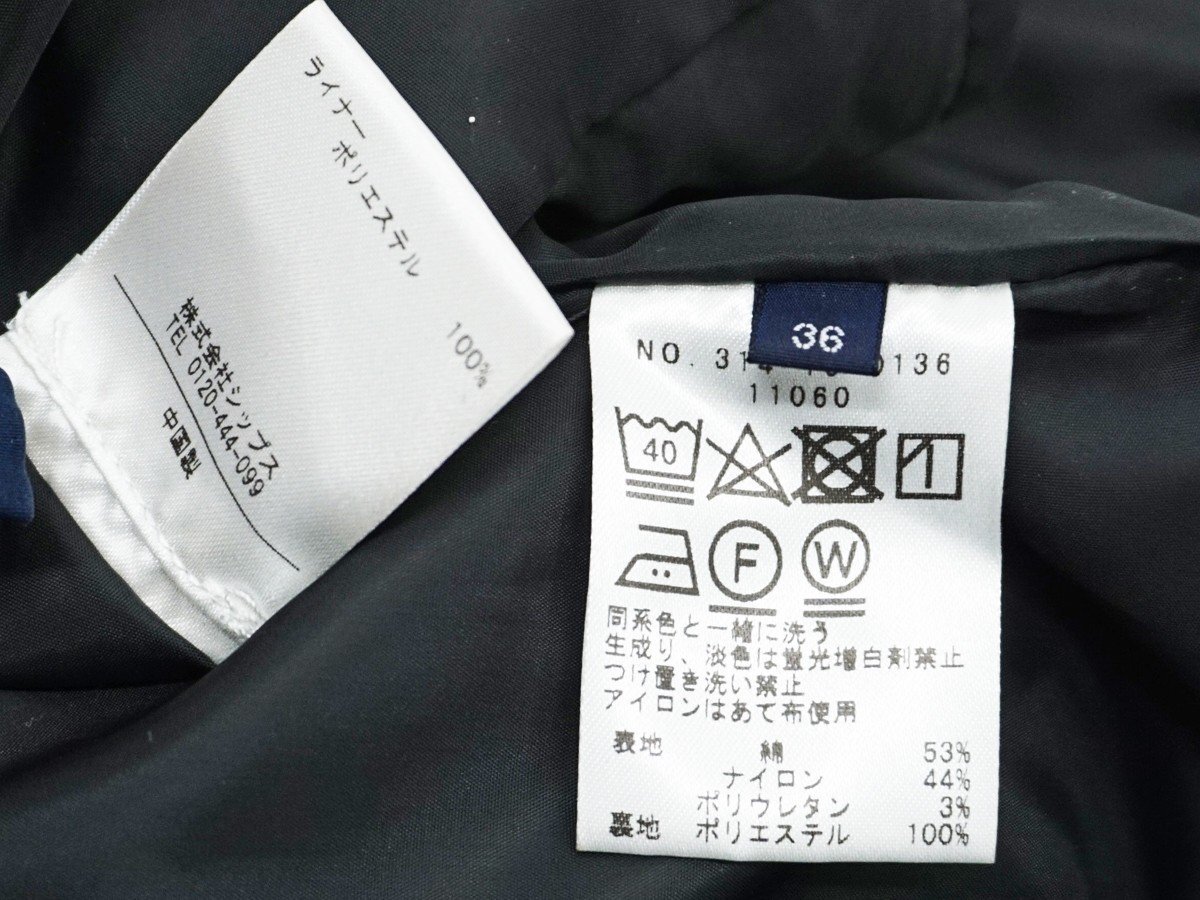 ライナー ポリエステル 100%
株式会社シップス
TEL 0120-444-099
中国製
36
NO. 314 0136
11060
40
F W
同系色と一緒に洗う
生成り、淡色は蛍光増白剤禁止
つけ置き洗い禁止
アイロンはあて布使用
表地 綿 53%
ナイロン 44%
ポリウレタン 3%
裏地 ポリエステル 100%